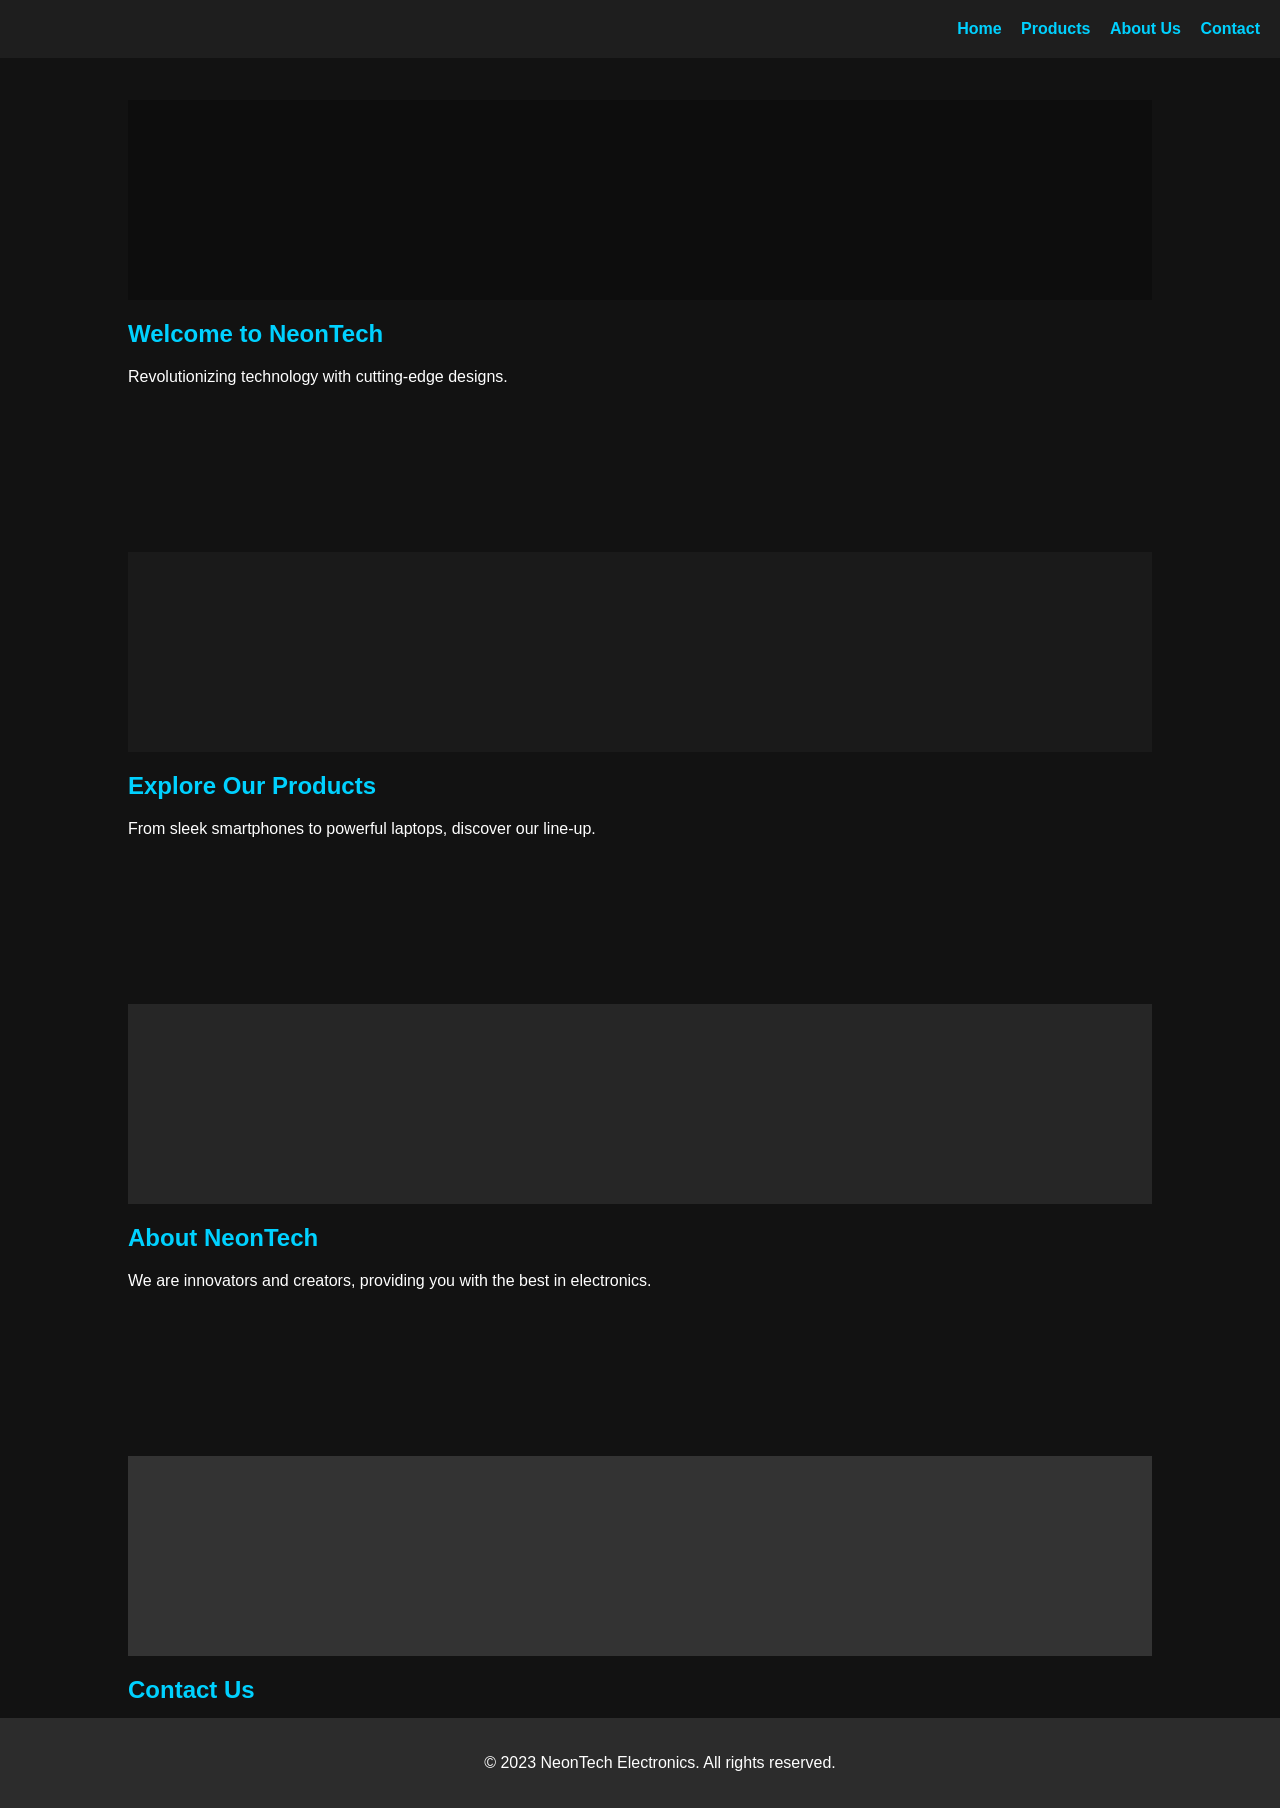 Home Products About Us Contact
Welcome to NeonTech
Revolutionizing technology with cutting-edge designs.
Explore Our Products
From sleek smartphones to powerful laptops, discover our line-up.
About NeonTech
We are innovators and creators, providing you with the best in electronics.
Contact Us
© 2023 NeonTech Electronics. All rights reserved.